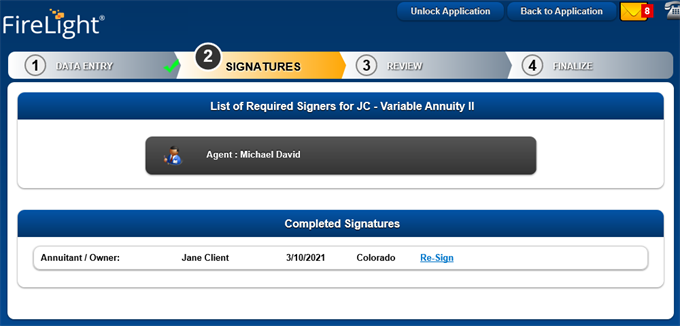 Unlock Application Back to Application 8
FireLight®
1 DATA ENTRY 2 SIGNATURES 3 REVIEW 4 FINALIZE
List of Required Signers for JC - Variable Annuity II
Agent : Michael David
Completed Signatures
Annuitant / Owner: Jane Client 3/10/2021 Colorado Re-Sign